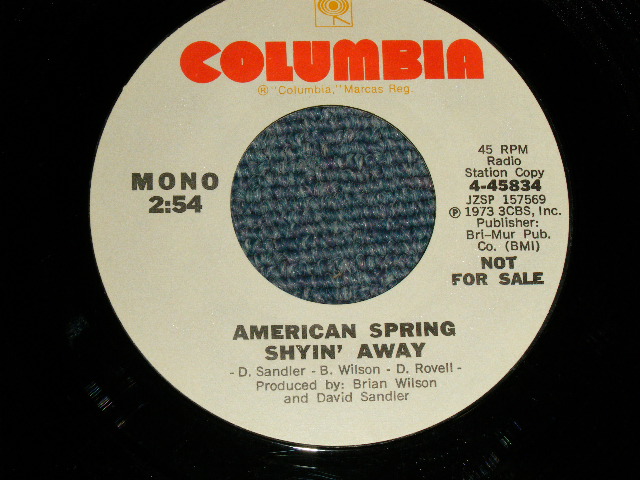 COLUMBIA
® "Columbia," Marcas Reg.
MONO
2:54
45 RPM
Radio
Station Copy
4-45834
JZSP 157569
℗ 1973 3CBS, Inc.
Publisher:
Bri-Mur Pub.
Co. (BMI)
NOT
FOR SALE
AMERICAN SPRING
SHYIN' AWAY
- D. Sandler - B. Wilson - D. Rovell -
Produced by: Brian Wilson
and David Sandler